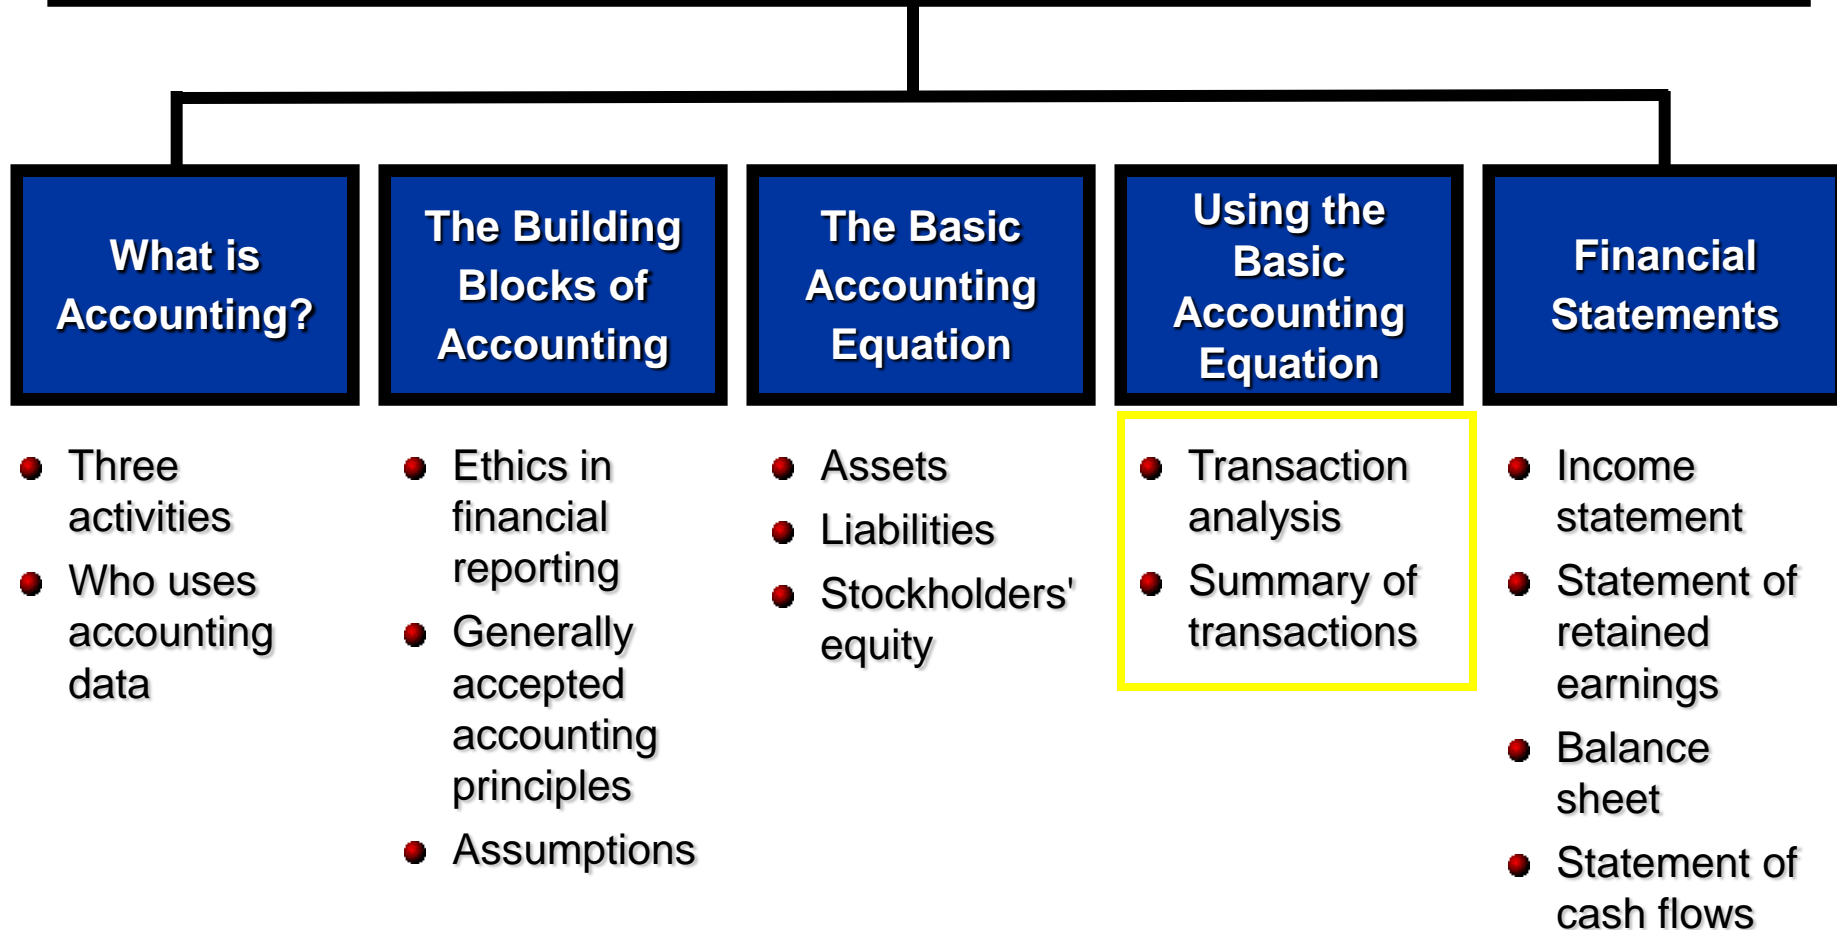 What is
Accounting?
Three
activities
Who uses
accounting
data
The Building
Blocks of
Accounting
Ethics in
financial
reporting
Generally
accepted
accounting
principles
Assumptions
The Basic
Accounting
Equation
Assets
Liabilities
Stockholders'
equity
Using the
Basic
Accounting
Equation
Transaction
analysis
Summary of
transactions
Financial
Statements
Income
statement
Statement of
retained
earnings
Balance
sheet
Statement of
cash flows